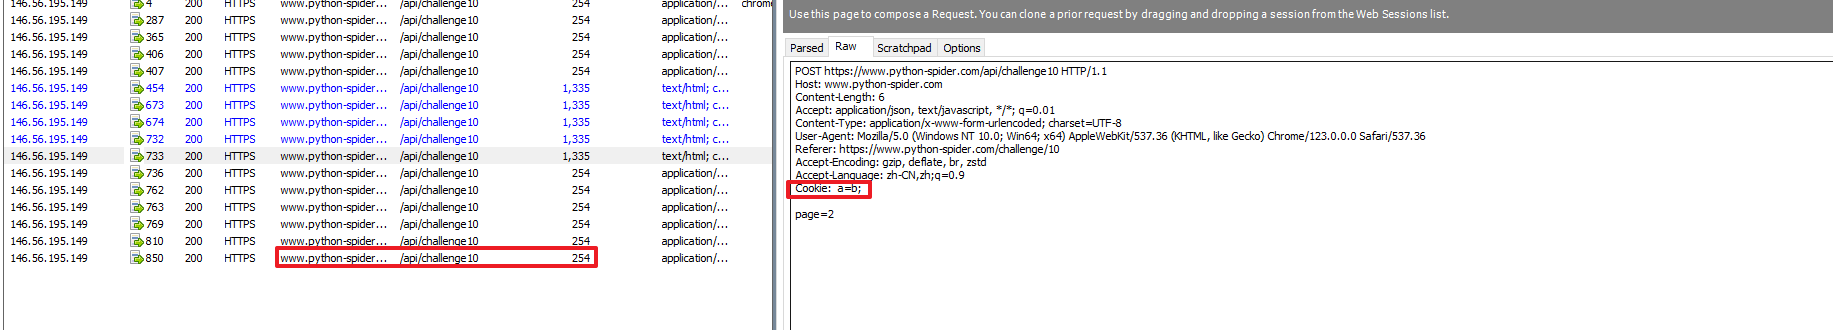 146.56.195.149 4 200 HTTPS www.python-spider... /api/challenge10 254 application/... chrome
146.56.195.149 287 200 HTTPS www.python-spider... /api/challenge10 254 application/...
146.56.195.149 365 200 HTTPS www.python-spider... /api/challenge10 254 application/...
146.56.195.149 406 200 HTTPS www.python-spider... /api/challenge10 254 application/...
146.56.195.149 407 200 HTTPS www.python-spider... /api/challenge10 254 application/...
146.56.195.149 454 200 HTTPS www.python-spider... /api/challenge10 1,335 text/html; c...
146.56.195.149 673 200 HTTPS www.python-spider... /api/challenge10 1,335 text/html; c...
146.56.195.149 674 200 HTTPS www.python-spider... /api/challenge10 1,335 text/html; c...
146.56.195.149 732 200 HTTPS www.python-spider... /api/challenge10 1,335 text/html; c...
146.56.195.149 733 200 HTTPS www.python-spider... /api/challenge10 1,335 text/html; c...
146.56.195.149 736 200 HTTPS www.python-spider... /api/challenge10 254 application/...
146.56.195.149 762 200 HTTPS www.python-spider... /api/challenge10 254 application/...
146.56.195.149 763 200 HTTPS www.python-spider... /api/challenge10 254 application/...
146.56.195.149 769 200 HTTPS www.python-spider... /api/challenge10 254 application/...
146.56.195.149 810 200 HTTPS www.python-spider... /api/challenge10 254 application/...
146.56.195.149 850 200 HTTPS www.python-spider... /api/challenge10 254 application/...
Use this page to compose a Request. You can clone a prior request by dragging and dropping a session from the Web Sessions list.
Parsed Raw Scratchpad Options
POST https://www.python-spider.com/api/challenge10 HTTP/1.1
Host: www.python-spider.com
Content-Length: 6
Accept: application/json, text/javascript, */*; q=0.01
Content-Type: application/x-www-form-urlencoded; charset=UTF-8
User-Agent: Mozilla/5.0 (Windows NT 10.0; Win64; x64) AppleWebKit/537.36 (KHTML, like Gecko) Chrome/123.0.0.0 Safari/537.36
Referer: https://www.python-spider.com/challenge/10
Accept-Encoding: gzip, deflate, br, zstd
Accept-Language: zh-CN,zh;q=0.9
Cookie: a=b;
page=2